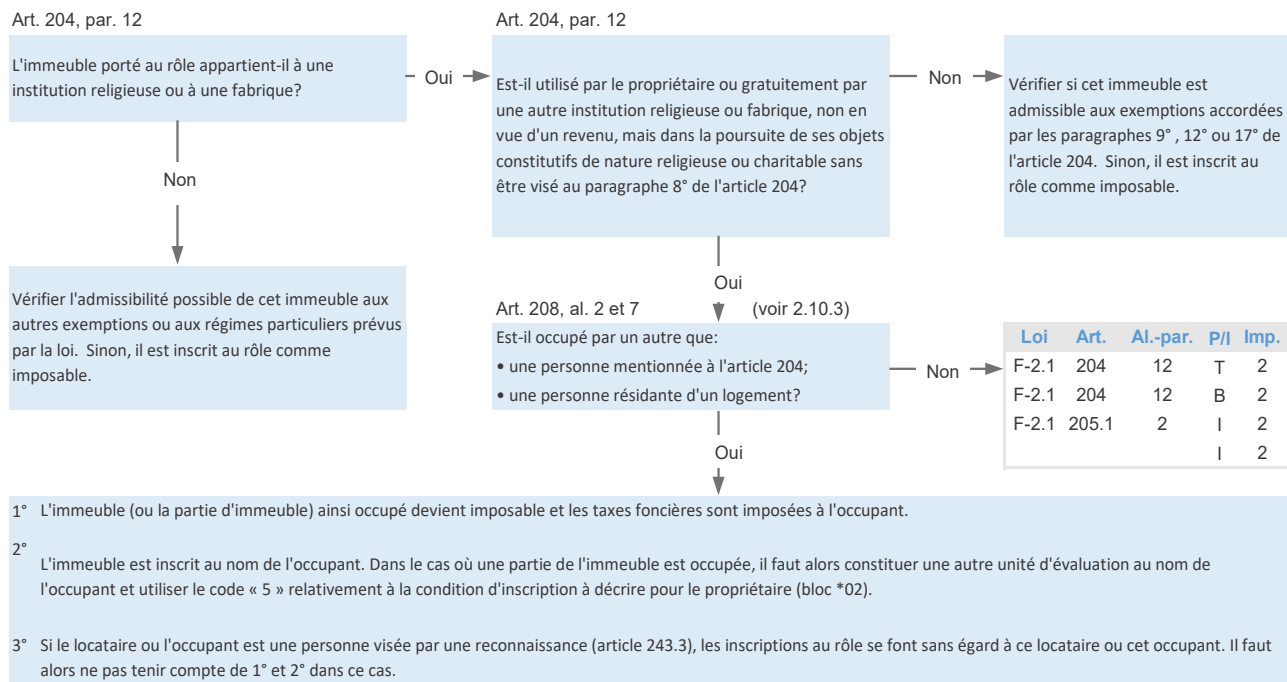 Art. 204, par. 12
L'immeuble porté au rôle appartient-il à une
institution religieuse ou à une fabrique?
Oui
Art. 204, par. 12
Est-il utilisé par le propriétaire ou gratuitement par
une autre institution religieuse ou fabrique, non en
vue d'un revenu, mais dans la poursuite de ses objets
constitutifs de nature religieuse ou charitable sans
être visé au paragraphe 8° de l'article 204?
Non
Vérifier si cet immeuble est
admissible aux exemptions accordées
par les paragraphes 9° , 12° ou 17° de
l'article 204. Sinon, il est inscrit au
rôle comme imposable.
Non
Vérifier l'admissibilité possible de cet immeuble aux
autres exemptions ou aux régimes particuliers prévus
par la loi. Sinon, il est inscrit au rôle comme
imposable.
Oui
Art. 208, al. 2 et 7 (voir 2.10.3)
Est-il occupé par un autre que:
• une personne mentionnée à l'article 204;
• une personne résidante d'un logement?
Non
Loi Art. Al.-par. P/I Imp.
F-2.1 204 12 T 2
F-2.1 204 12 B 2
F-2.1 205.1 2 I 2
I 2
Oui
1° L'immeuble (ou la partie d'immeuble) ainsi occupé devient imposable et les taxes foncières sont imposées à l'occupant.
2°
L'immeuble est inscrit au nom de l'occupant. Dans le cas où une partie de l'immeuble est occupée, il faut alors constituer une autre unité d'évaluation au nom de
l'occupant et utiliser le code « 5 » relativement à la condition d'inscription à décrire pour le propriétaire (bloc *02).
3° Si le locataire ou l'occupant est une personne visée par une reconnaissance (article 243.3), les inscriptions au rôle se font sans égard à ce locataire ou cet occupant. Il faut
alors ne pas tenir compte de 1° et 2° dans ce cas.